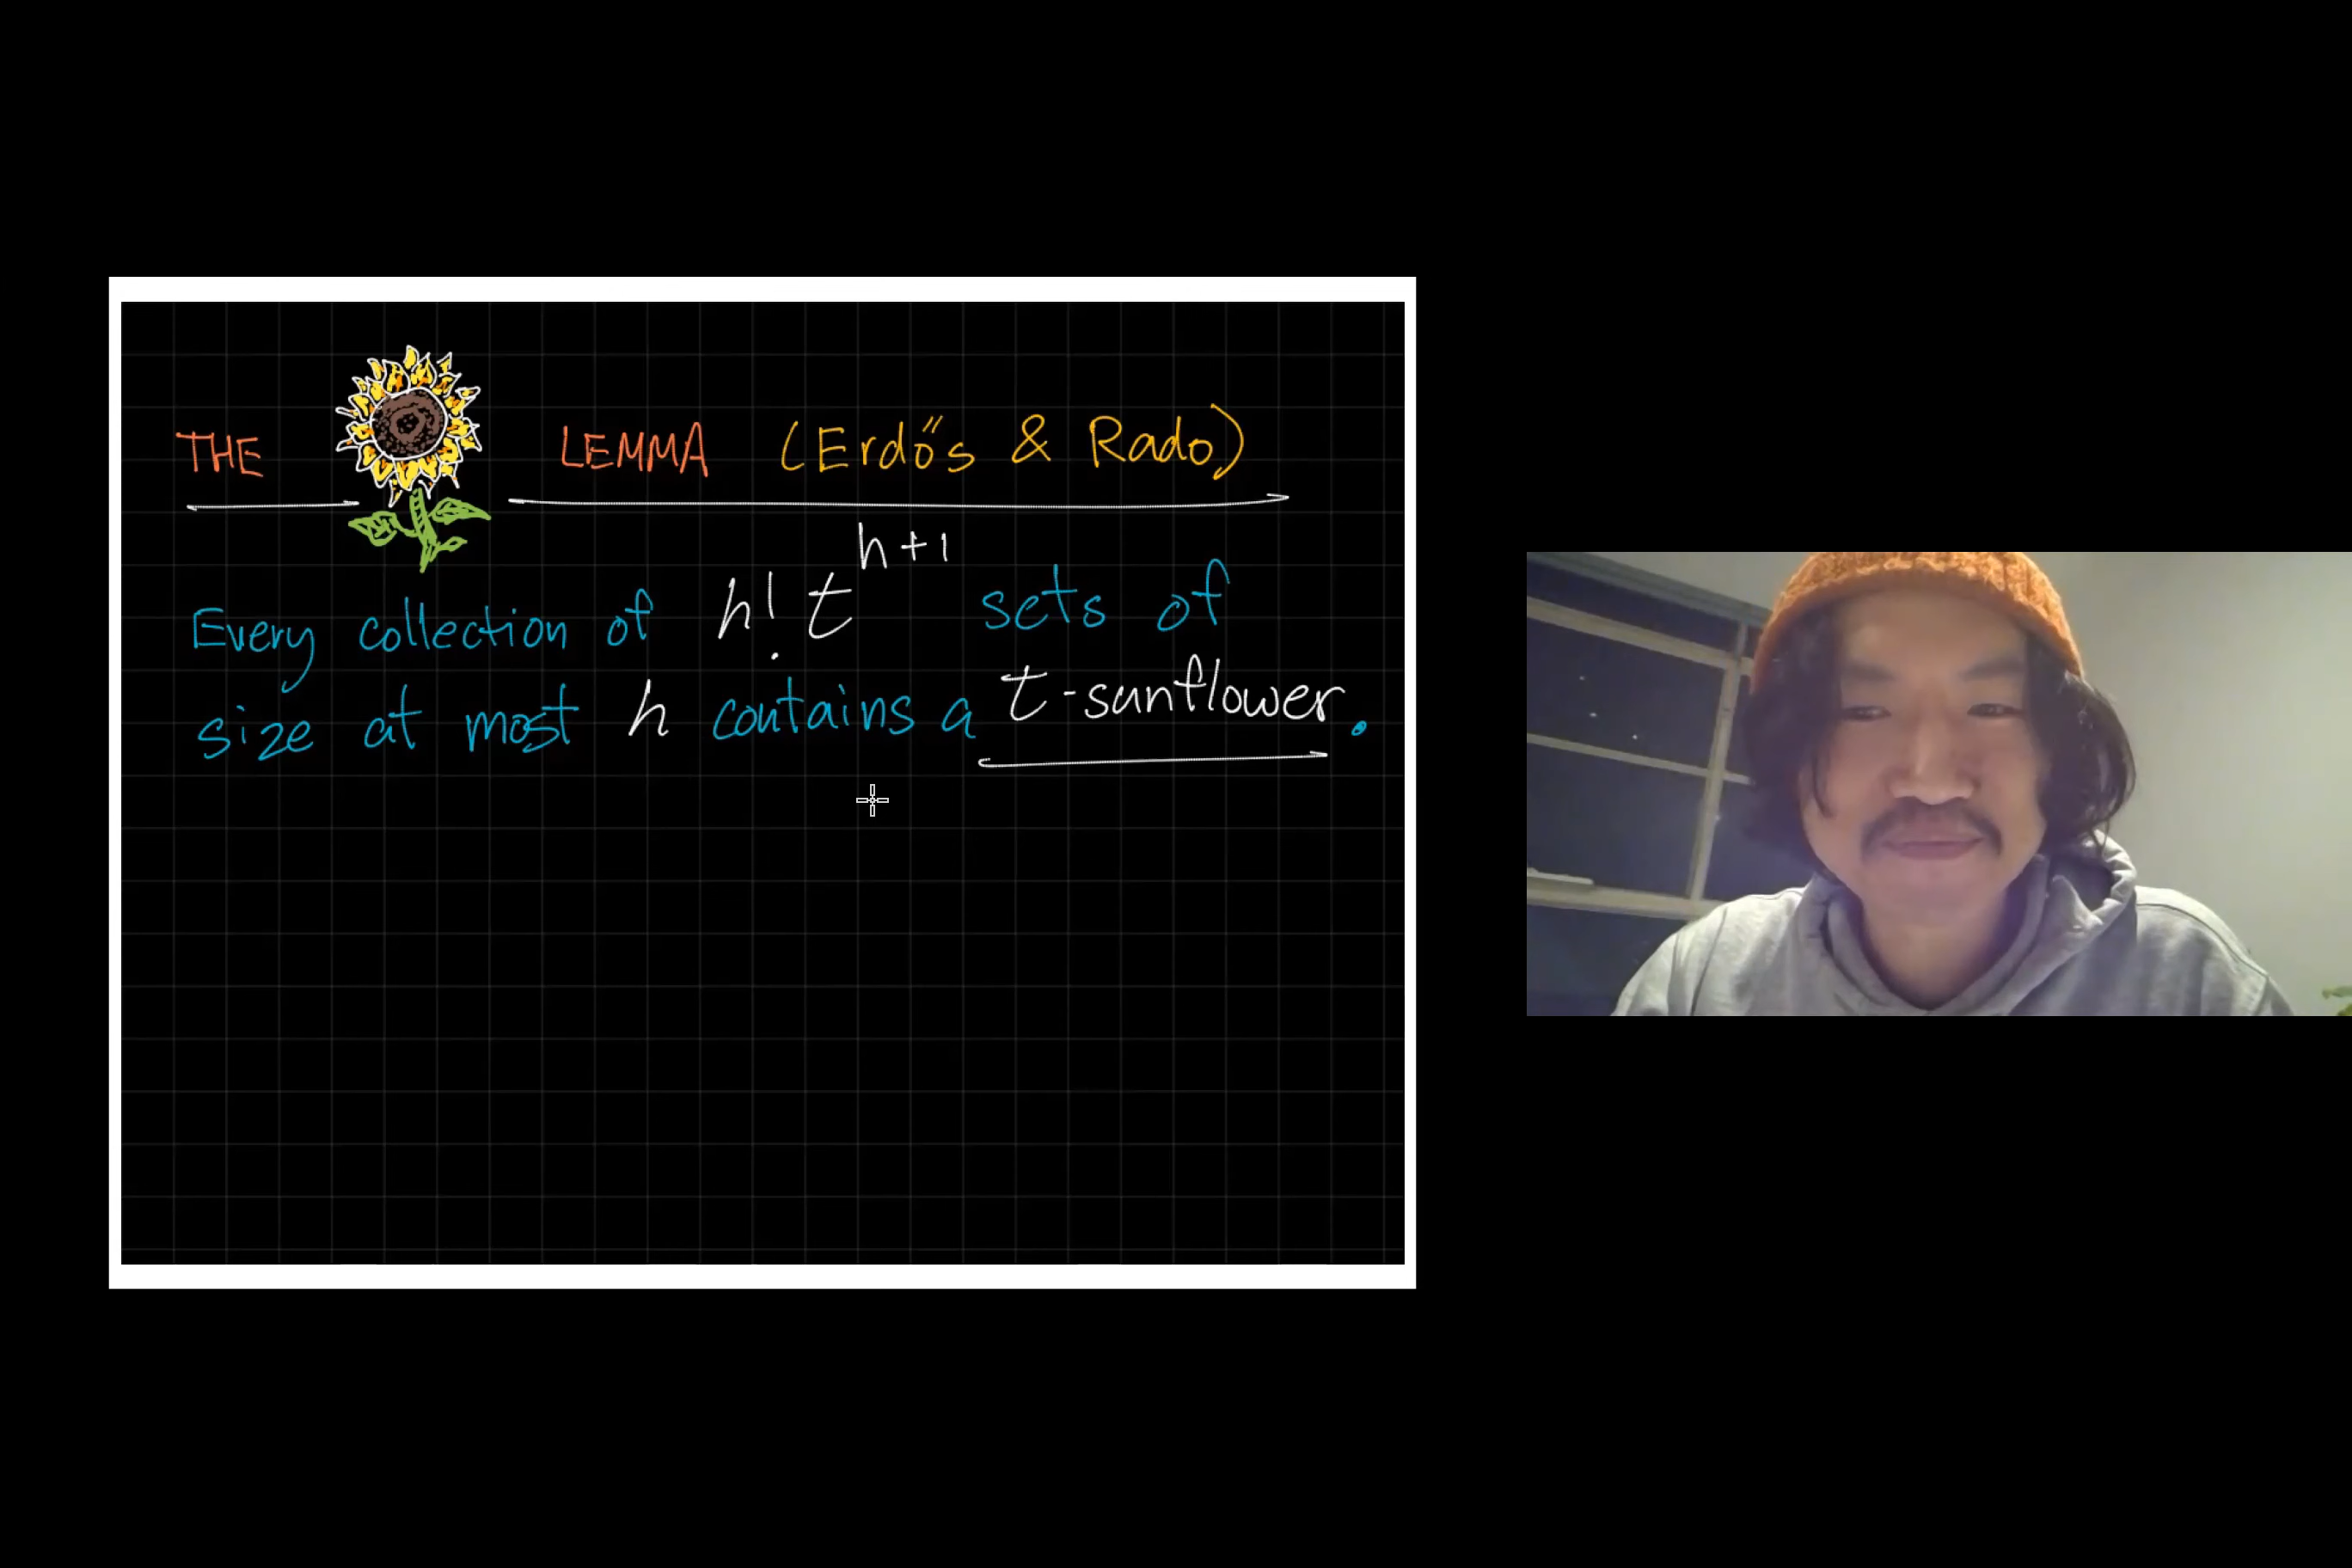 THE LEMMA (Erdős & Rado)
Every collection of h! t^{h+1} sets of
size at most h contains a t-sunflower.